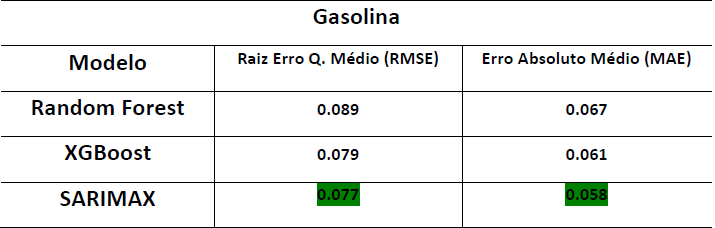 Gasolina
Modelo Raiz Erro Q. Médio (RMSE) Erro Absoluto Médio (MAE)
Random Forest 0.089 0.067
XGBoost 0.079 0.061
SARIMAX 0.077 0.058